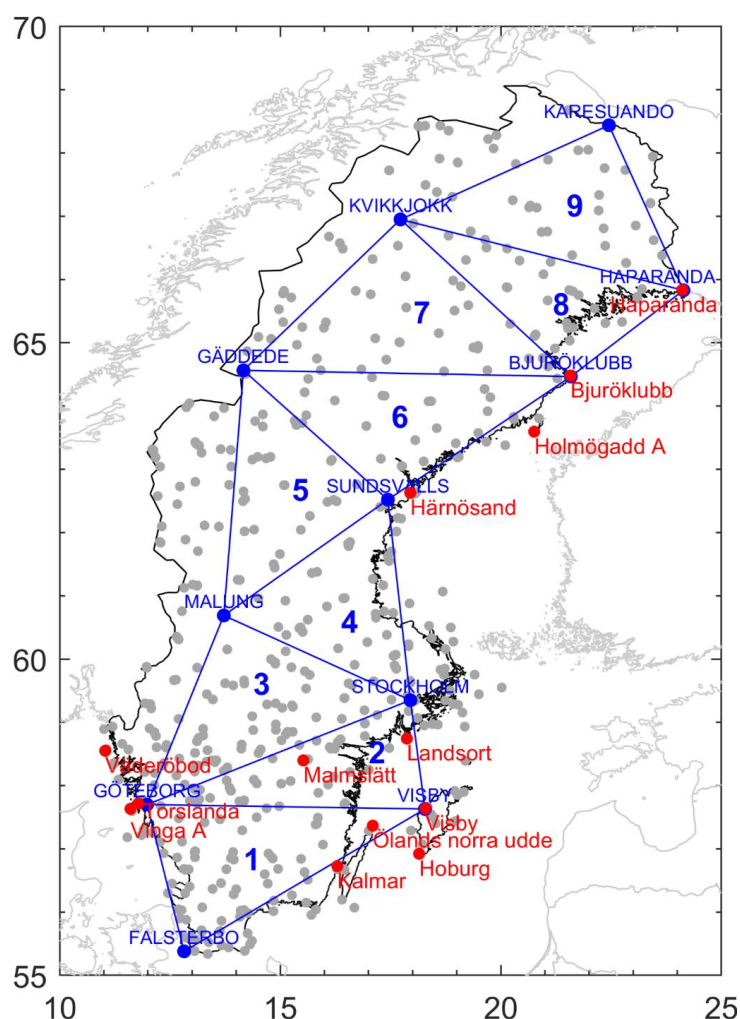 70
KARESUANDO
9
KVIKKJOKK
HAPARANDA
Haparanda
8
7
65
GÄDDEDE
BJURÖKLUBB
Bjuröklubb
6
Holmögadd A
5
SUNDSVALLS
Härnösand
MALUNG
4
60
3
STOCKHOLM
2
Landsort
Väderöbod
Malmslätt
GÖTEBORG
VISBY
Torslanda
Visby
Vinga A
Ölands norra udde
1
Kalmar
Hoburg
FALSTERBO
55
10 15 20 25